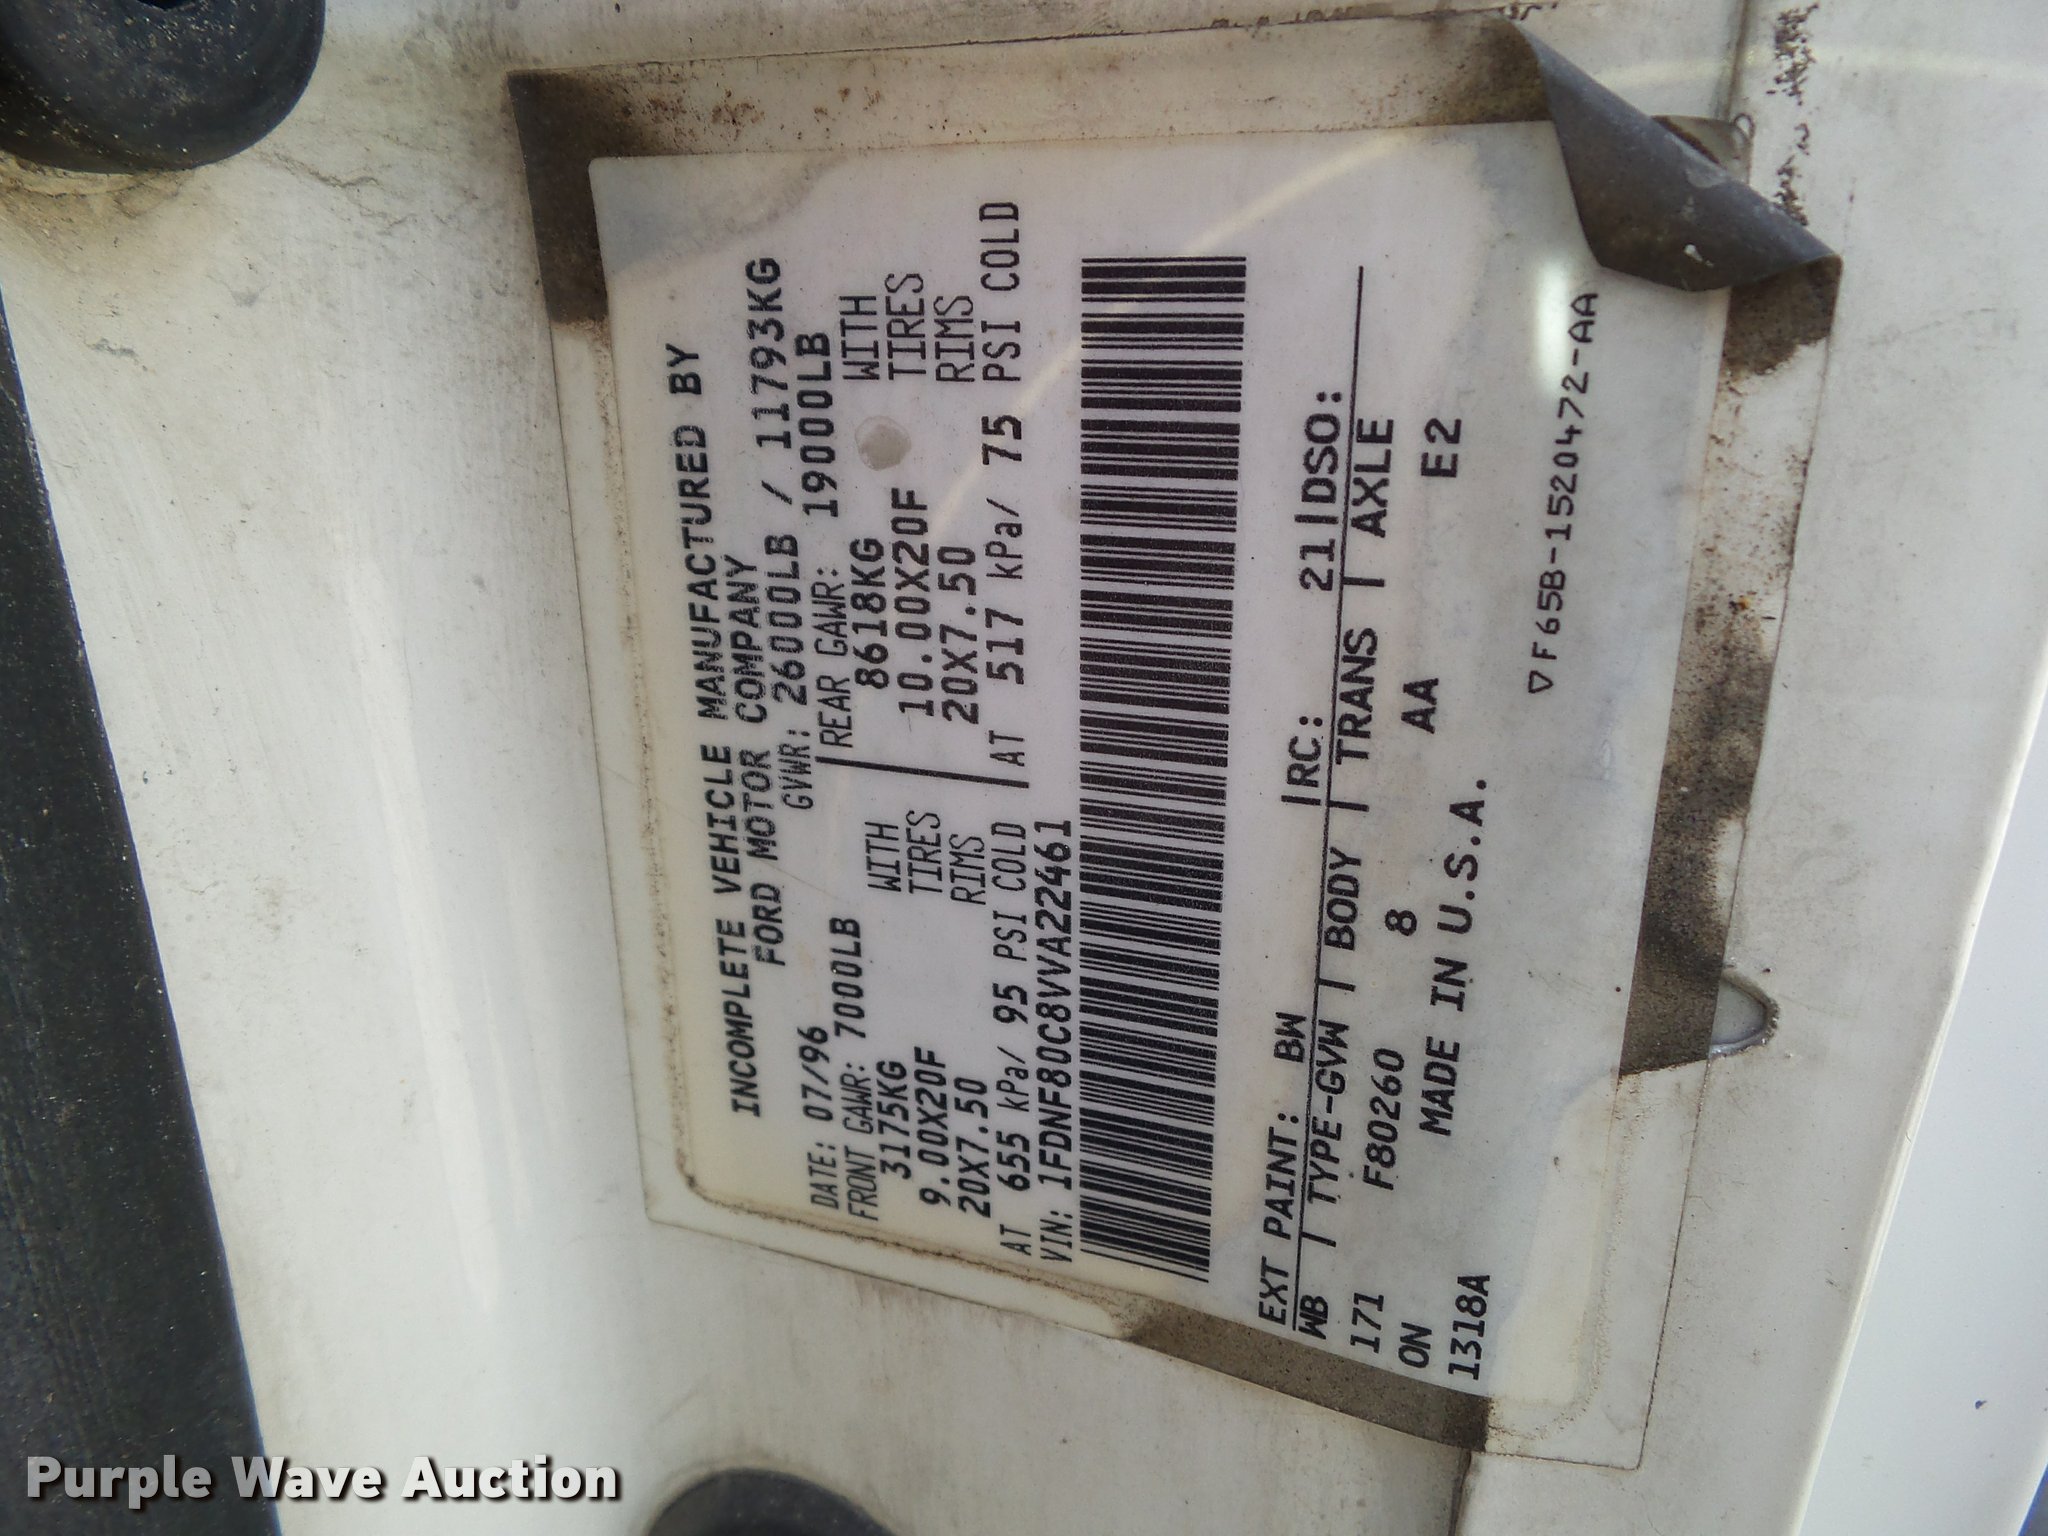 INCOMPLETE VEHICLE MANUFACTURED BY
FORD MOTOR COMPANY
DATE: 07/96 GVWR: 26000LB / 11793KG
FRONT GAWR: 7000LB REAR GAWR: 19000LB
3175KG WITH 8618KG WITH
9.00X20F TIRES 10.00X20F TIRES
20X7.50 RIMS 20X7.50 RIMS
AT 655 kPa/ 95 PSI COLD AT 517 kPa/ 75 PSI COLD
VIN: 1FDNF80C8VVA22461
EXT PAINT: BW RC: 21 DSO:
WB TYPE-GVW BODY TRANS AXLE
171 F80260 8 AA E2
ON MADE IN U.S.A.
1318A
▽F65B-1520472-AA
Purple Wave Auction